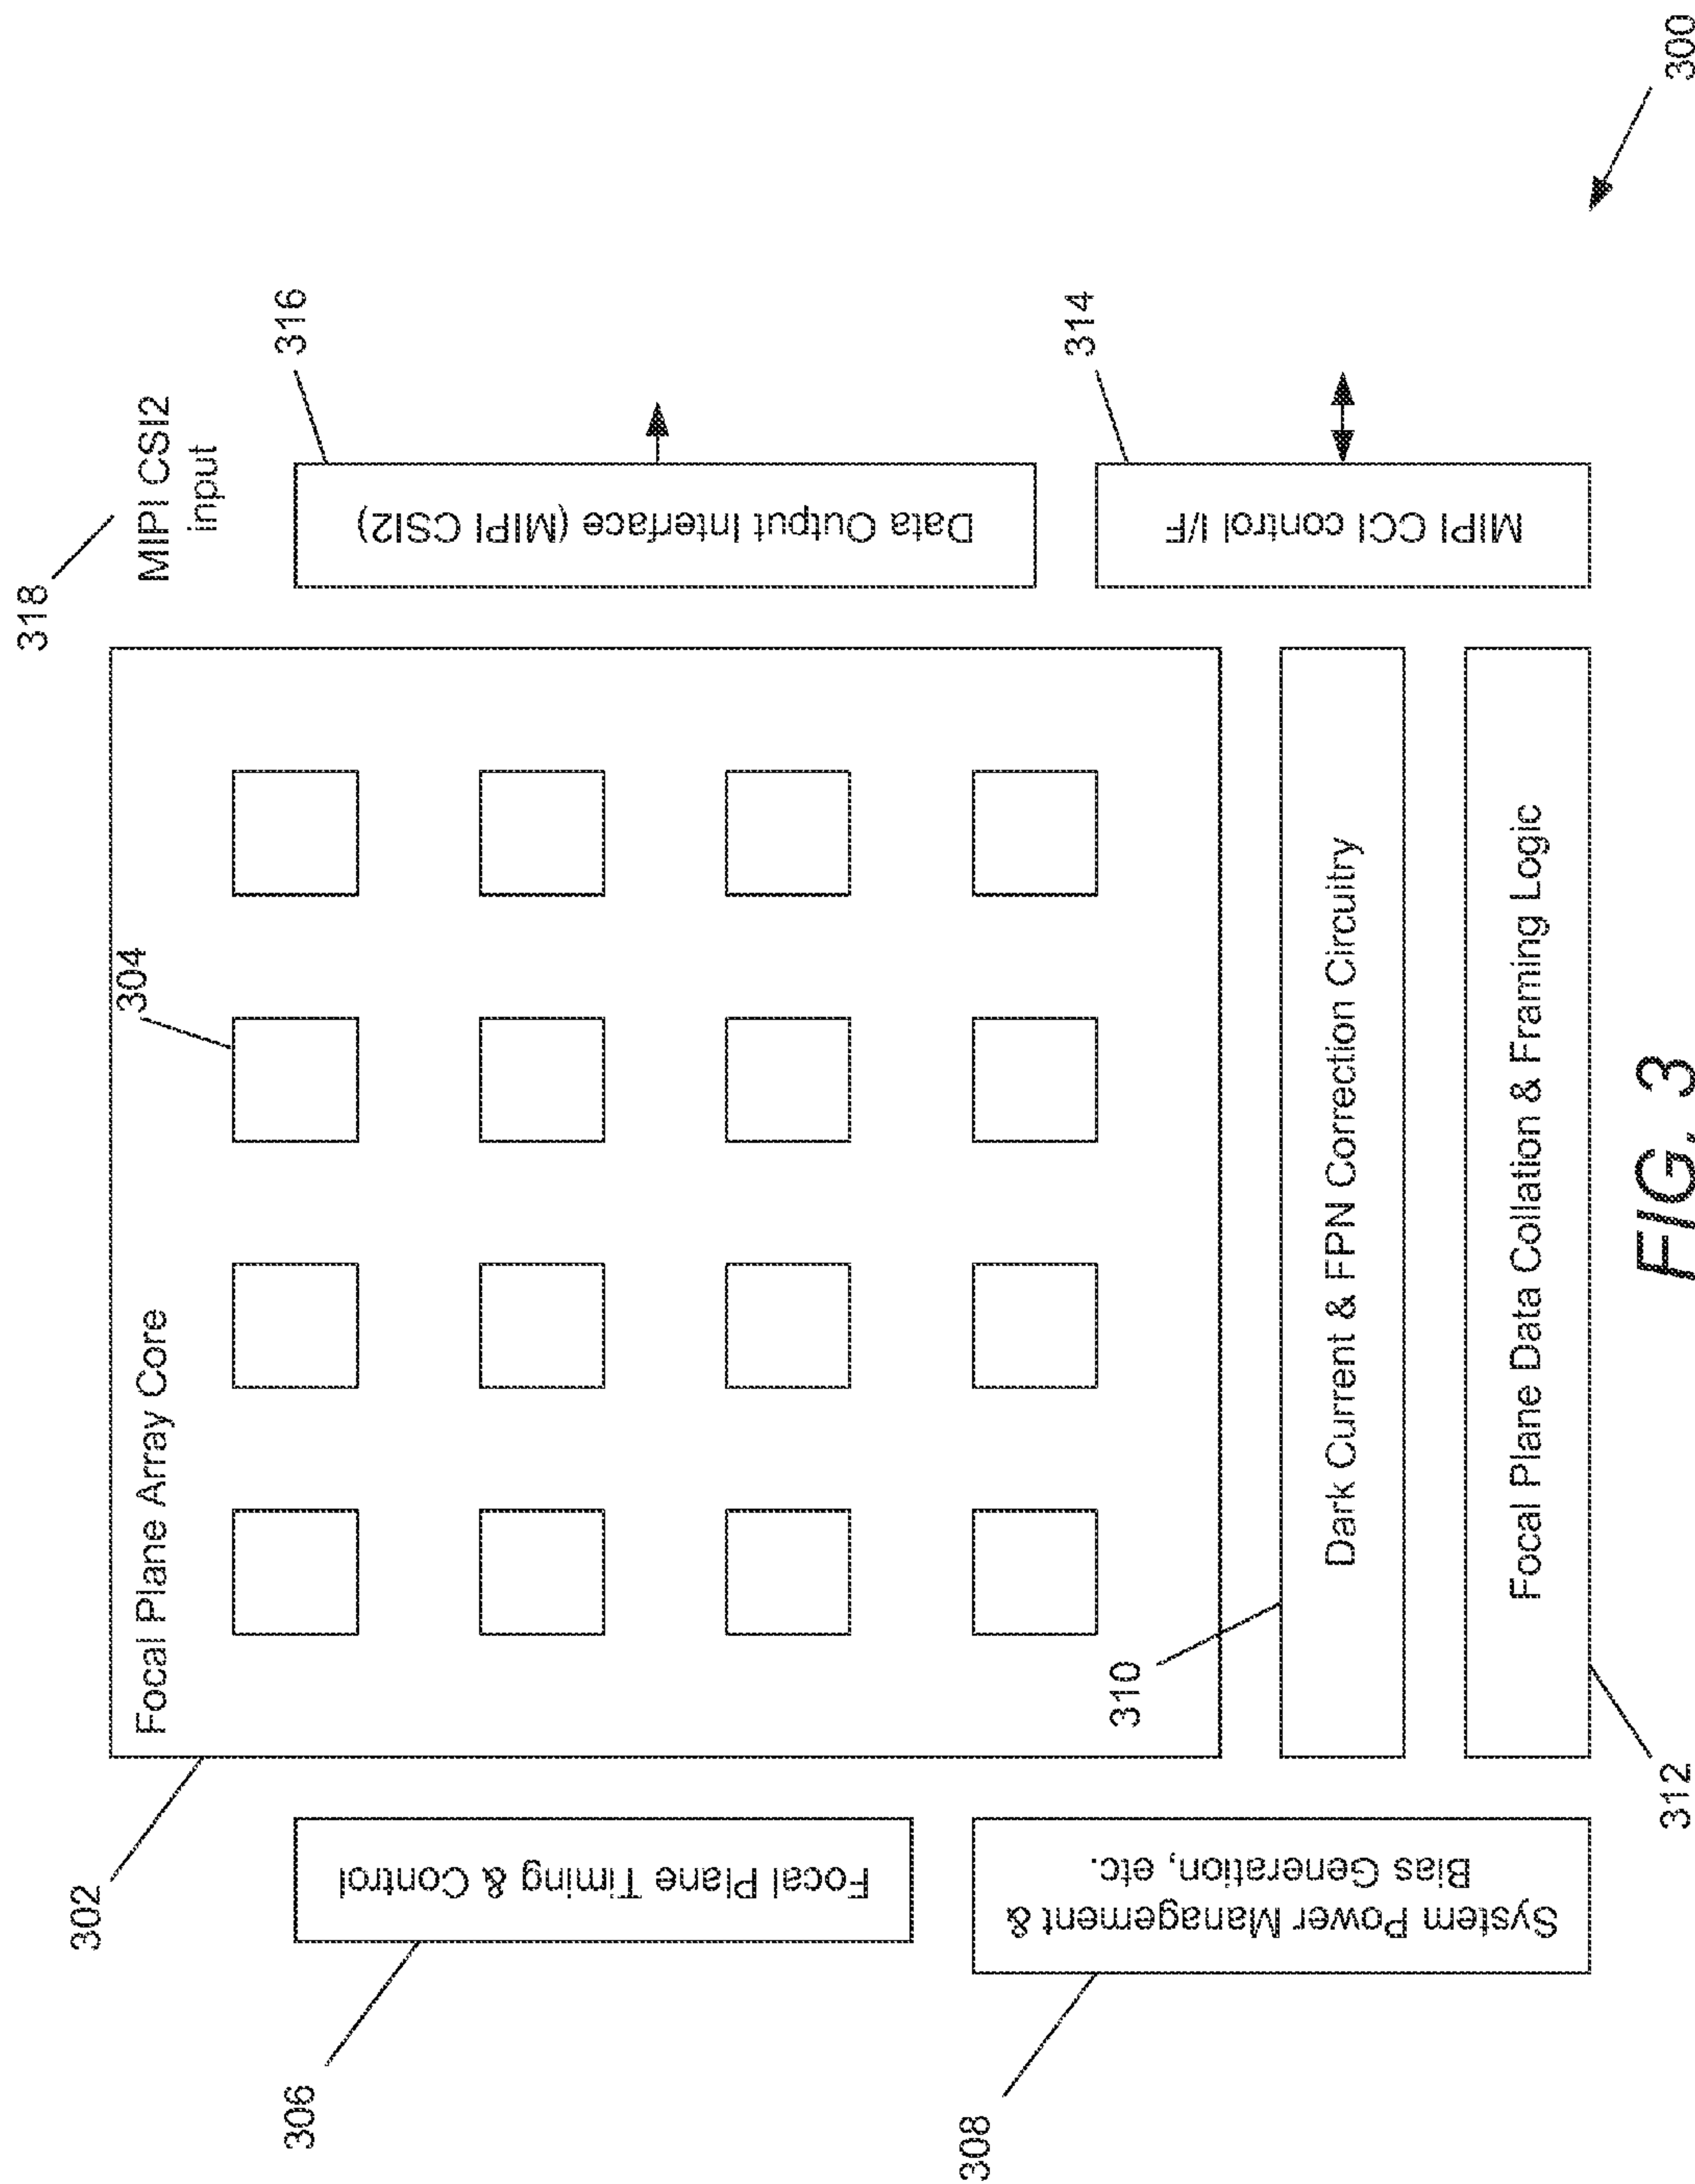 318
MIPI CSI2
input
302
Focal Plane Array Core
304
316
306
Focal Plane Timing & Control
Data Output Interface (MIPI CSI2)
308
System Power Management &
Bias Generation, etc.
314
MIPI CCI control I/F
310
Dark Current & FPN Correction Circuitry
312
Focal Plane Data Collation & Framing Logic
300
FIG. 3